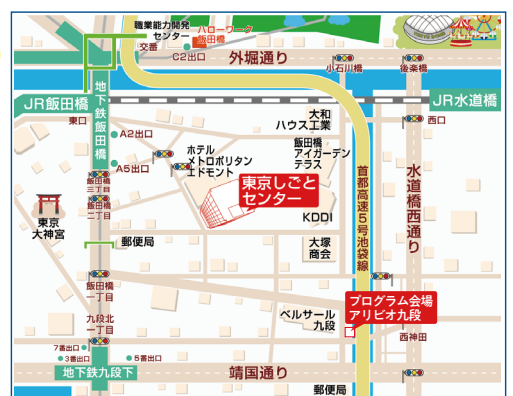 職業能力開発
センター
ハローワーク
飯田橋
交番
C2出口
外堀通り
小石川橋
後楽橋
JR飯田橋
地下鉄飯田橋
JR水道橋
東口
西口
大和
ハウス工業
A2出口
ホテル
メトロポリタン
エドモント
飯田橋
アイガーデン
テラス
A5出口
飯田橋
三丁目
首都高速5号池袋線
水道橋西通り
東京しごと
センター
飯田橋
二丁目
KDDI
東京
大神宮
郵便局
大塚
商会
飯田橋
一丁目
プログラム会場
アリビオ九段
ベルサール
九段
九段北
一丁目
西神田
7番出口
3番出口
5番出口
地下鉄九段下
靖国通り
郵便局